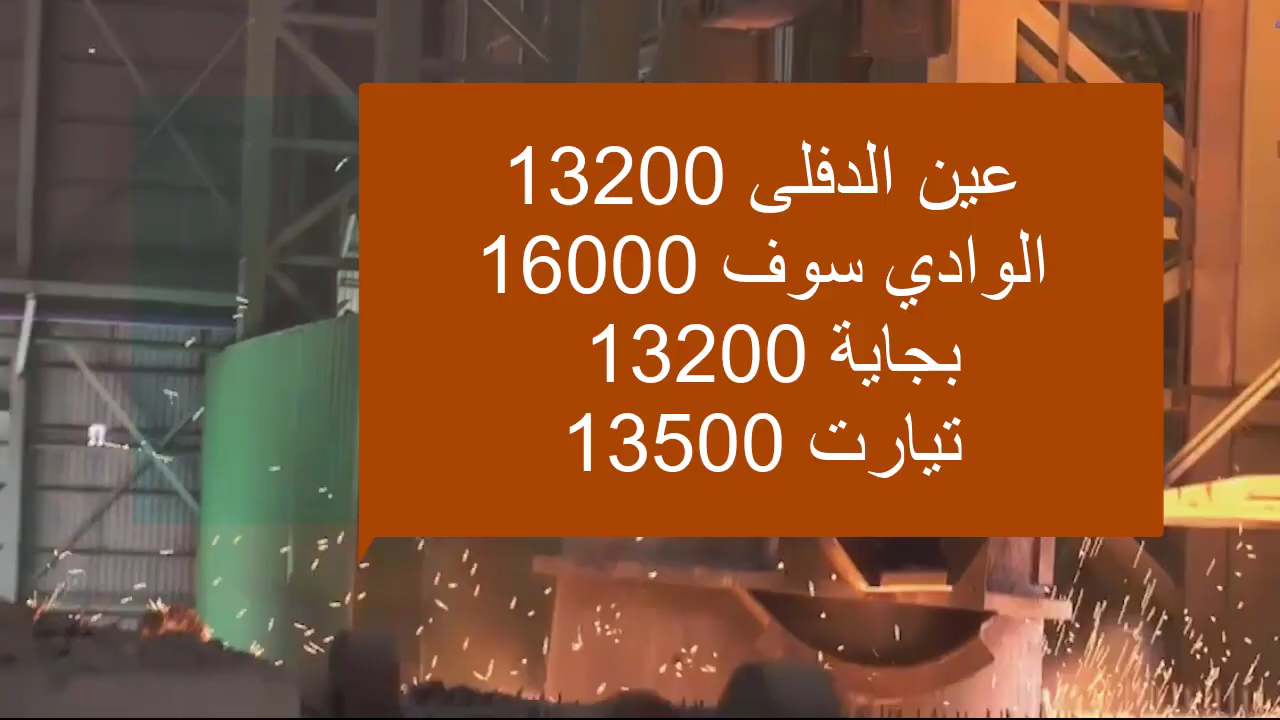 عين الدفلى 13200
الوادي سوف 16000
بجاية 13200
تيارت 13500